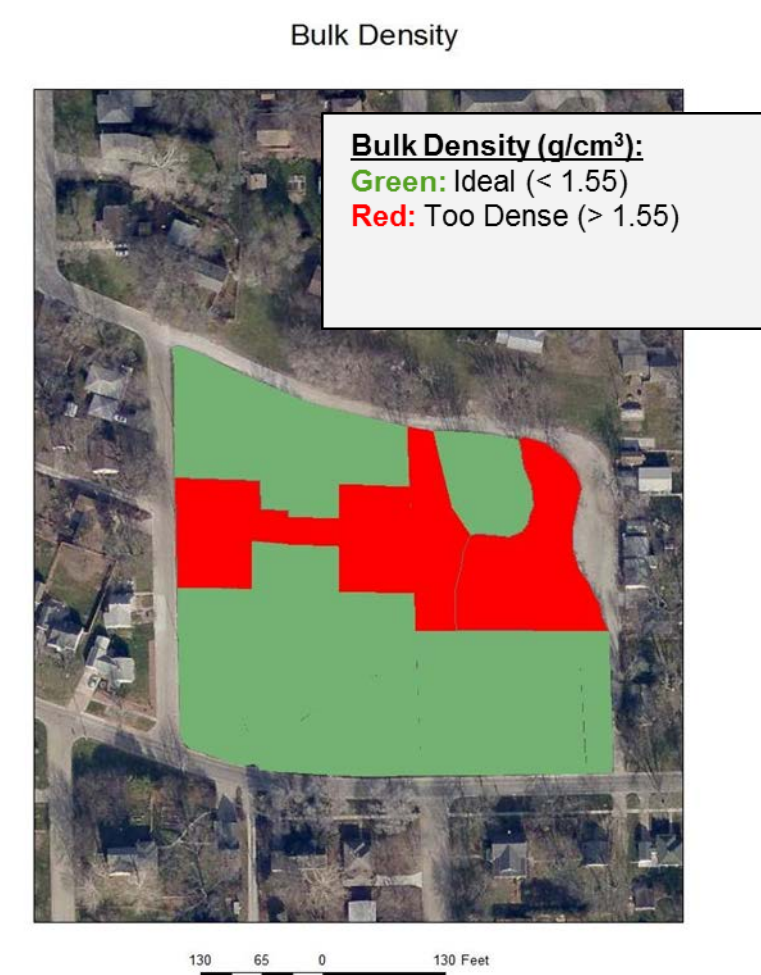 Bulk Density
Bulk Density (g/cm³):
Green: Ideal (< 1.55)
Red: Too Dense (> 1.55)
130 65 0 130 Feet